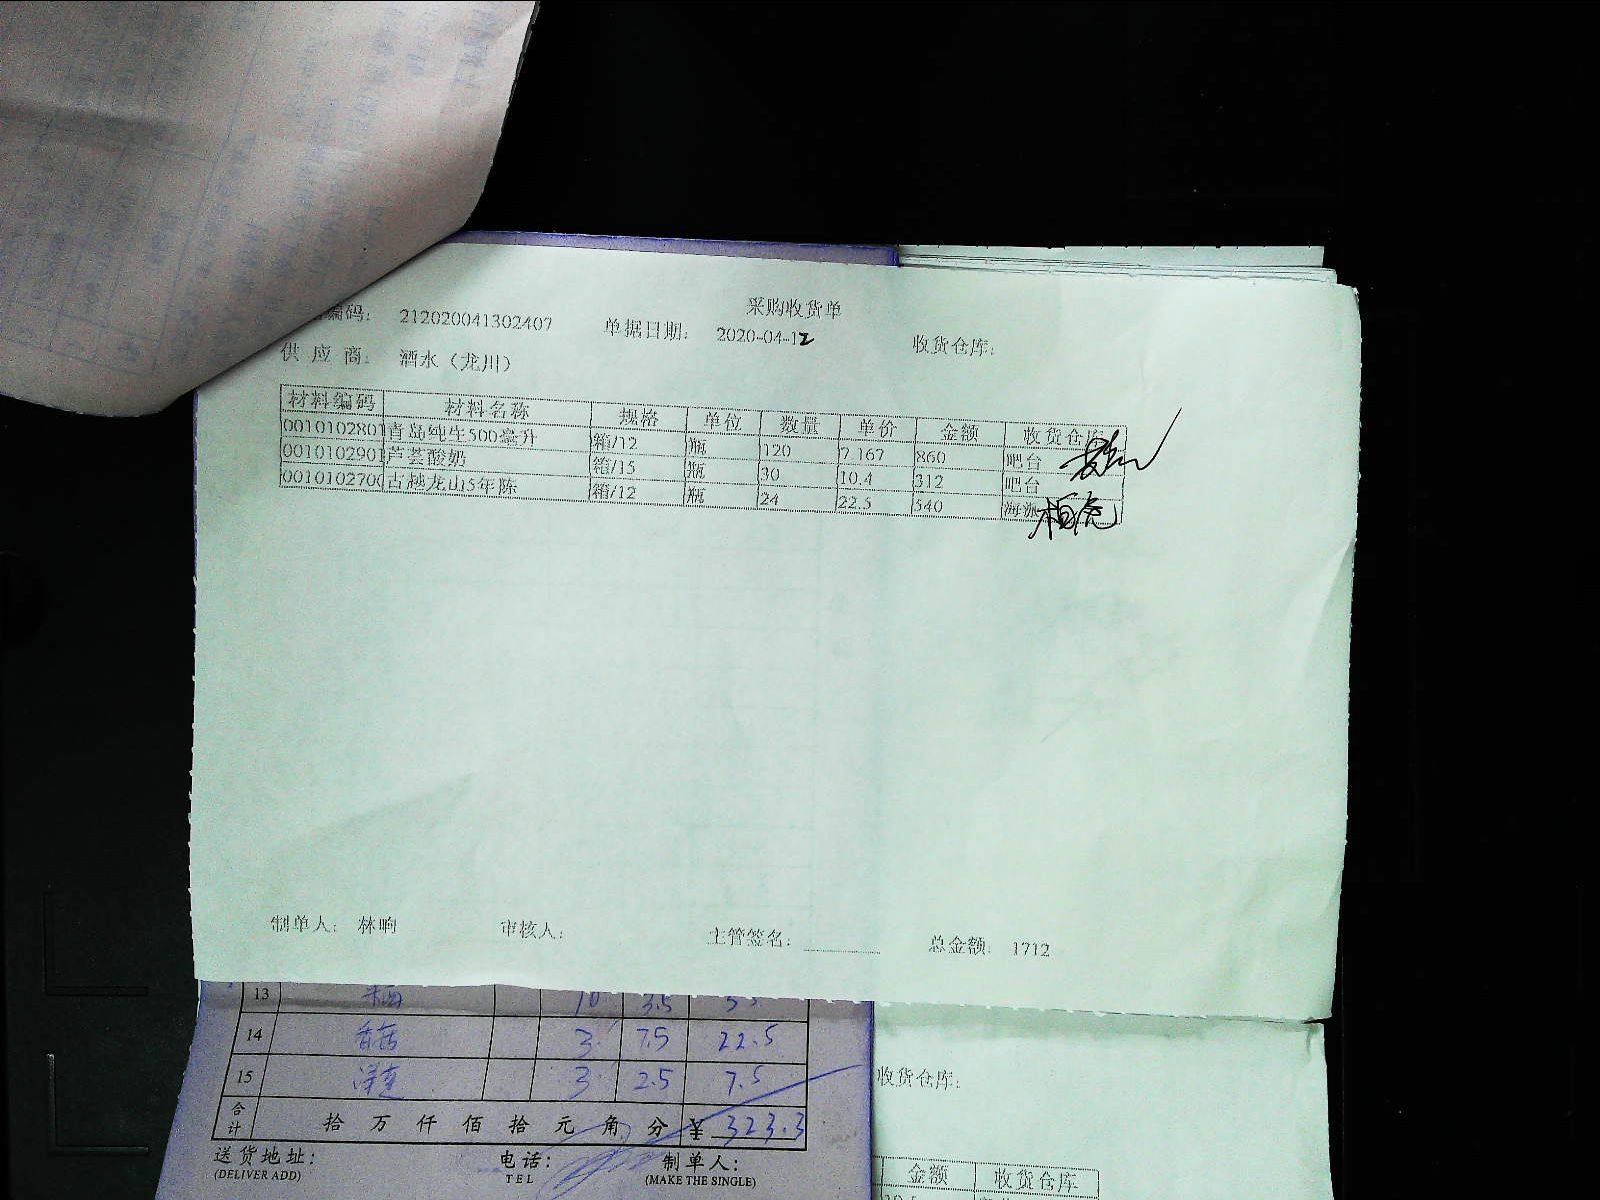 采购收货单
编码: 212020041302407 单据日期: 2020-04-12 收货仓库:
供 应 商: 酒水（龙川）
材料编码 材料名称 规格 单位 数量 单价 金额 收货仓库
0010102801 青岛纯生500毫升 箱/12 瓶 120 7.167 860 吧台
0010102901 芦荟酸奶 箱/15 瓶 30 10.4 312 吧台
001010270 古越龙山5年陈 箱/12 瓶 24 22.5 540 海派
制单人: 林晌 审核人: 主管签名: 总金额: 1712
13 10 3.5
14 香菇 3 7.5 22.5
15 3 2.5 7.5
合计 拾 万 仟 佰 拾 元 角 分 ¥ 323.3
送货地址: 电话: 制单人:
(DELIVER ADD) TEL (MAKE THE SINGLE)
收货仓库:
金额 收货仓库